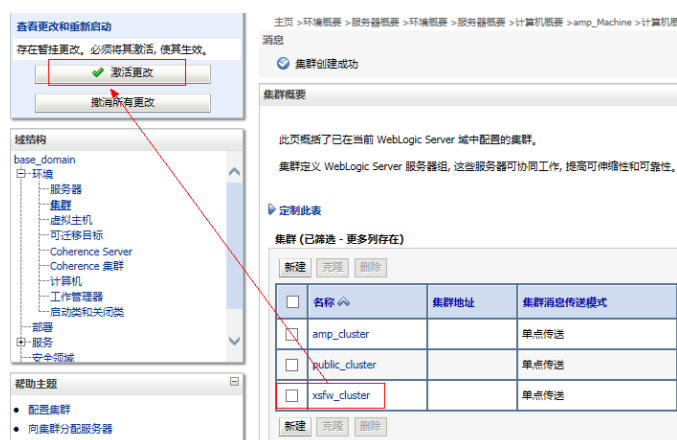 查看更改和重新启动
存在暂挂更改。必须将其激活, 使其生效。
激活更改
撤消所有更改
域结构
base_domain
环境
服务器
集群
虚拟主机
可迁移目标
Coherence Server
Coherence 集群
计算机
工作管理器
启动类和关闭类
部署
服务
安全领域
帮助主题
配置集群
向集群分配服务器
主页 >环境概要 >服务器概要 >环境概要 >服务器概要 >计算机概要 >amp_Machine >计算机
消息
集群创建成功
集群概要
此页概括了已在当前 WebLogic Server 域中配置的集群。
集群定义 WebLogic Server 服务器组, 这些服务器可协同工作, 提高可伸缩性和可靠性。
定制此表
集群 (已筛选 - 更多列存在)
新建 克隆 删除
名称 集群地址 集群消息传送模式
amp_cluster 单点传送
public_cluster 单点传送
xsfw_cluster 单点传送
新建 克隆 删除